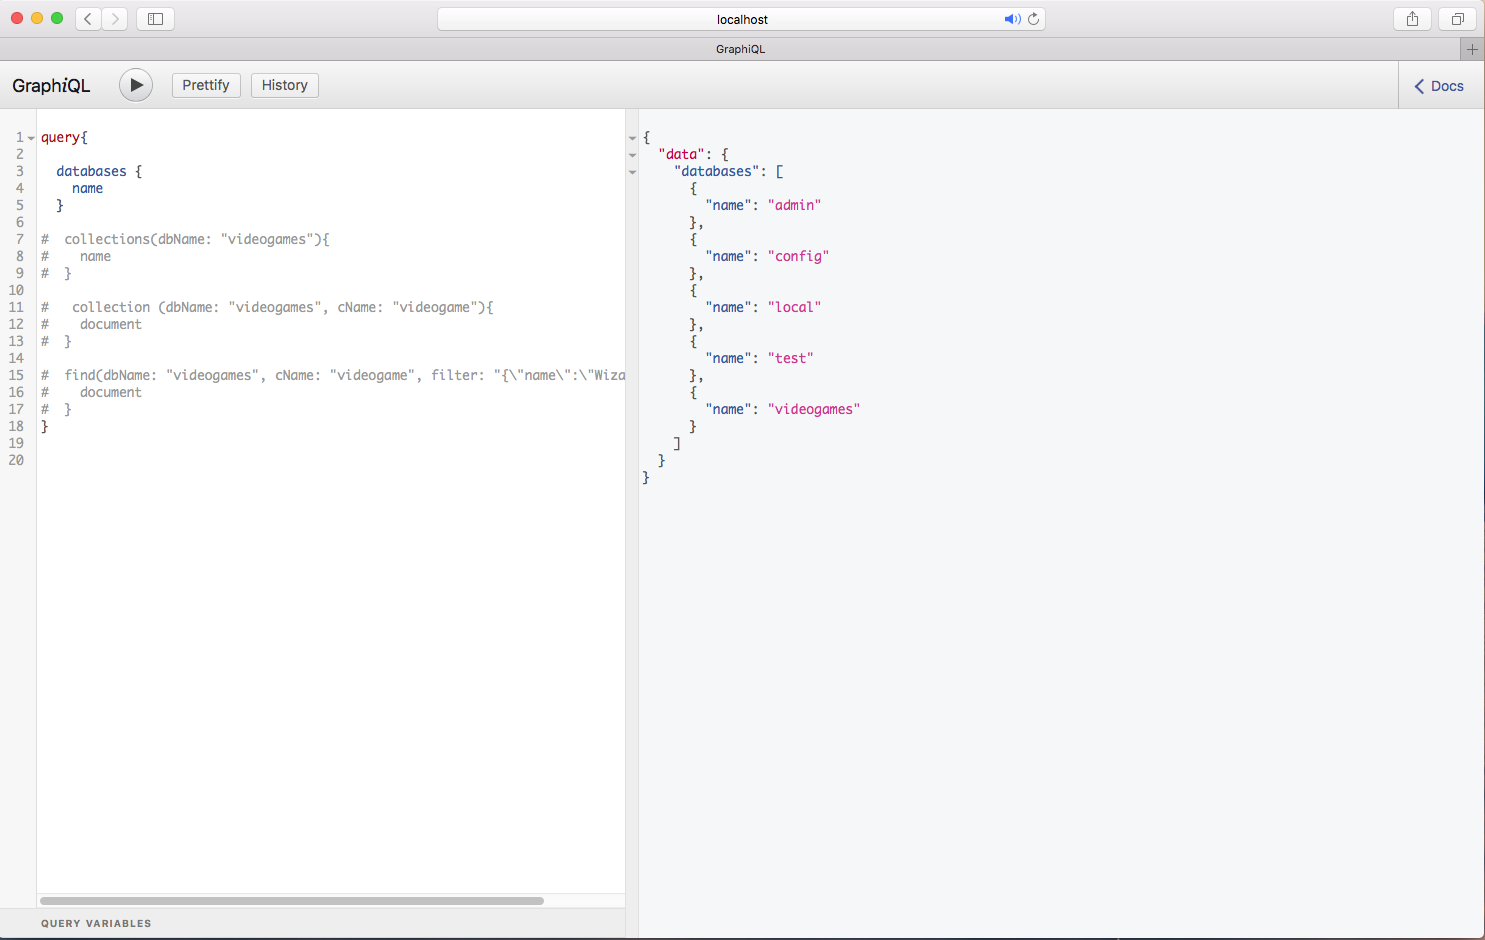 localhost
GraphiQL
GraphiQL
Prettify
History
Docs
1 query{
2
3 databases {
4 name
5 }
6
7 # collections(dbName: "videogames"){
8 # name
9 # }
10
11 # collection (dbName: "videogames", cName: "videogame"){
12 # document
13 # }
14
15 # find(dbName: "videogames", cName: "videogame", filter: "{\"name\":\"Wiza
16 # document
17 # }
18 }
19
20
QUERY VARIABLES
{
"data": {
"databases": [
{
"name": "admin"
},
{
"name": "config"
},
{
"name": "local"
},
{
"name": "test"
},
{
"name": "videogames"
}
]
}
}